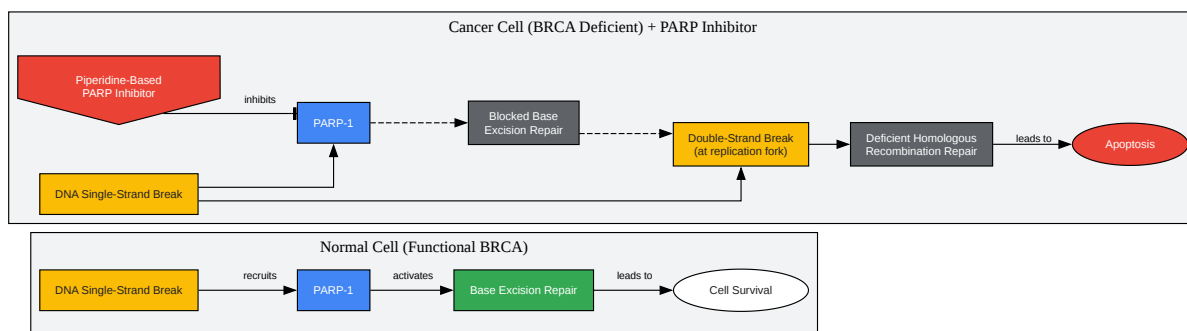 Cancer Cell (BRCA Deficient) + PARP Inhibitor
Piperidine-Based
PARP Inhibitor
inhibits
PARP-1
Blocked Base
Excision Repair
Double-Strand Break
(at replication fork)
Deficient Homologous
Recombination Repair
leads to
Apoptosis
DNA Single-Strand Break
Normal Cell (Functional BRCA)
DNA Single-Strand Break
recruits
PARP-1
activates
Base Excision Repair
leads to
Cell Survival